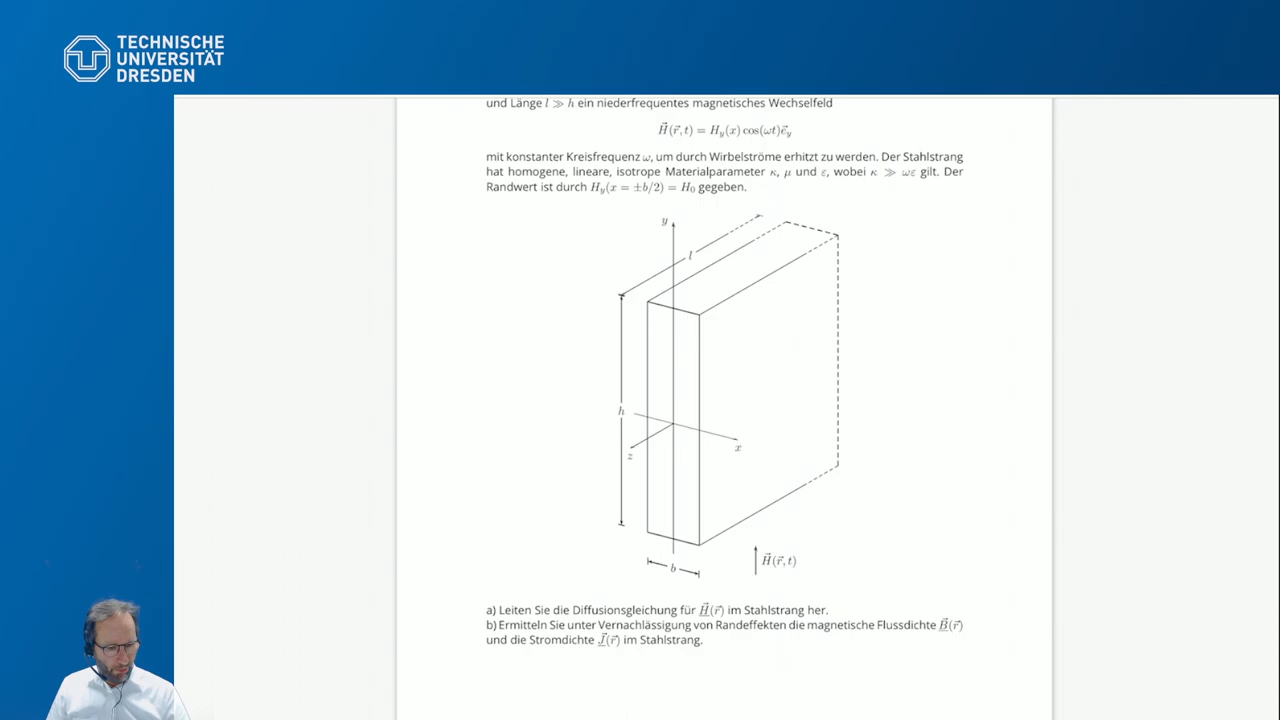 TECHNISCHE
UNIVERSITÄT
DRESDEN
und Länge l ≫ h ein niederfrequentes magnetisches Wechselfeld
H⃗(r⃗, t) = H_y(x) cos(ωt)e⃗_y
mit konstanter Kreisfrequenz ω, um durch Wirbelströme erhitzt zu werden. Der Stahlstrang
hat homogene, lineare, isotrope Materialparameter κ, μ und ε, wobei κ ≫ ωε gilt. Der
Randwert ist durch H_y(x = ±b/2) = H_0 gegeben.
y
l
h
x
z
b
H⃗(r⃗, t)
a) Leiten Sie die Diffusionsgleichung für H̲⃗(r⃗) im Stahlstrang her.
b) Ermitteln Sie unter Vernachlässigung von Randeffekten die magnetische Flussdichte B̲⃗(r⃗)
und die Stromdichte J̲⃗(r⃗) im Stahlstrang.